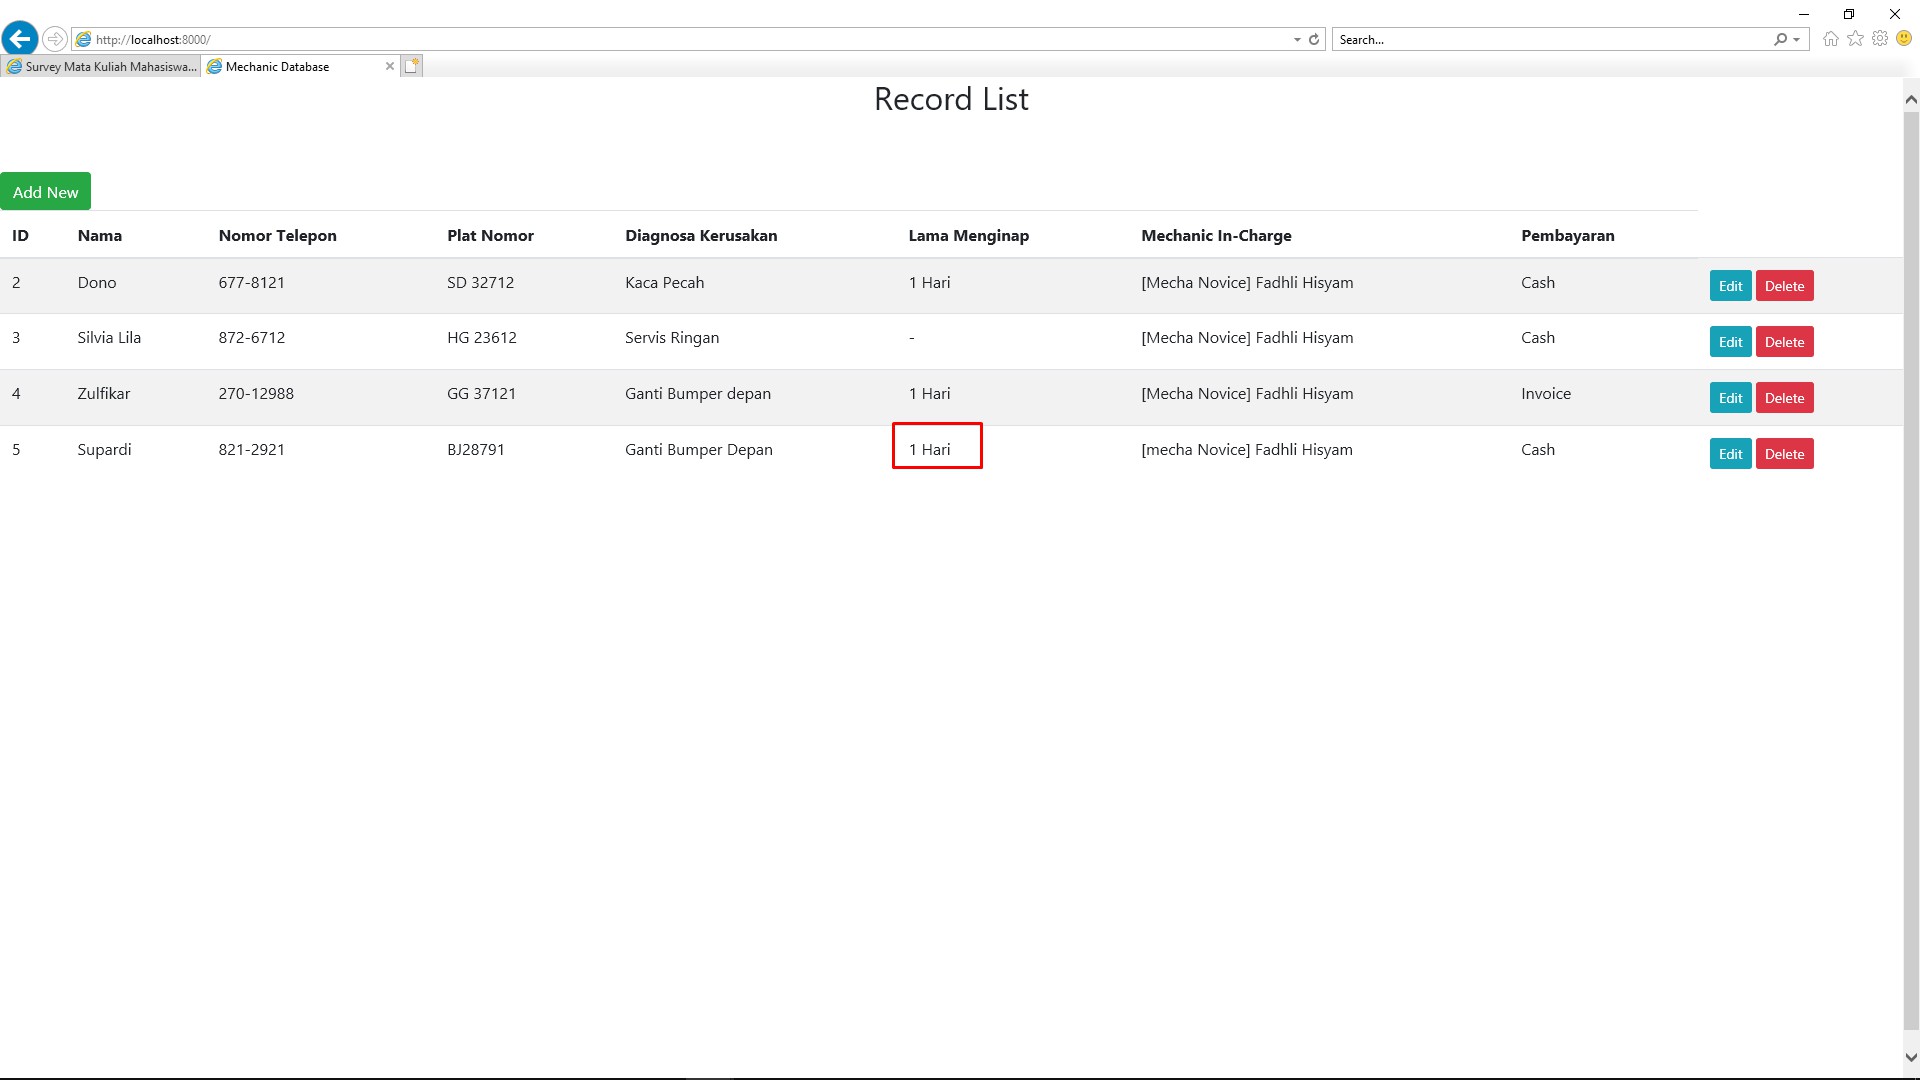 http://localhost:8000/
Search...
Survey Mata Kuliah Mahasiswa...
Mechanic Database
Record List
Add New
ID Nama Nomor Telepon Plat Nomor Diagnosa Kerusakan Lama Menginap Mechanic In-Charge Pembayaran
2 Dono 677-8121 SD 32712 Kaca Pecah 1 Hari [Mecha Novice] Fadhli Hisyam Cash Edit Delete
3 Silvia Lila 872-6712 HG 23612 Servis Ringan - [Mecha Novice] Fadhli Hisyam Cash Edit Delete
4 Zulfikar 270-12988 GG 37121 Ganti Bumper depan 1 Hari [Mecha Novice] Fadhli Hisyam Invoice Edit Delete
5 Supardi 821-2921 BJ28791 Ganti Bumper Depan 1 Hari [mecha Novice] Fadhli Hisyam Cash Edit Delete